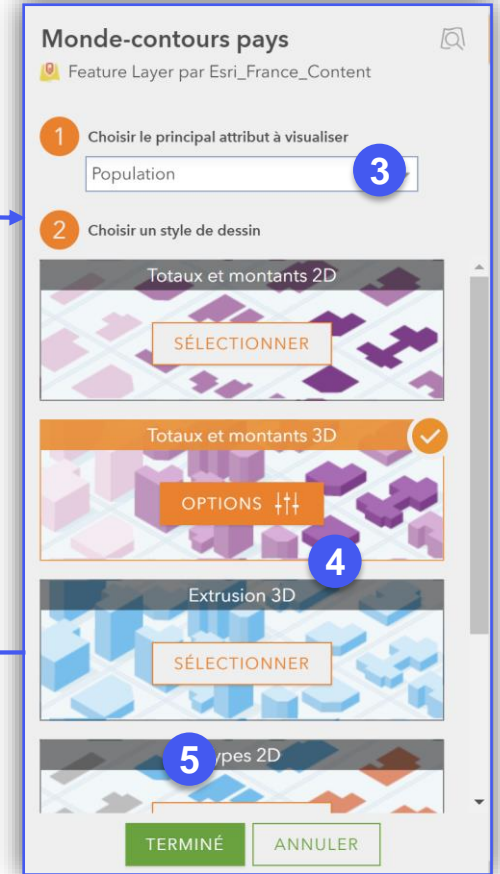 Monde-contours pays
Feature Layer par Esri_France_Content
1 Choisir le principal attribut à visualiser
Population 3
2 Choisir un style de dessin
Totaux et montants 2D
SÉLECTIONNER
Totaux et montants 3D
OPTIONS
4
Extrusion 3D
SÉLECTIONNER
5 ypes 2D
TERMINÉ ANNULER